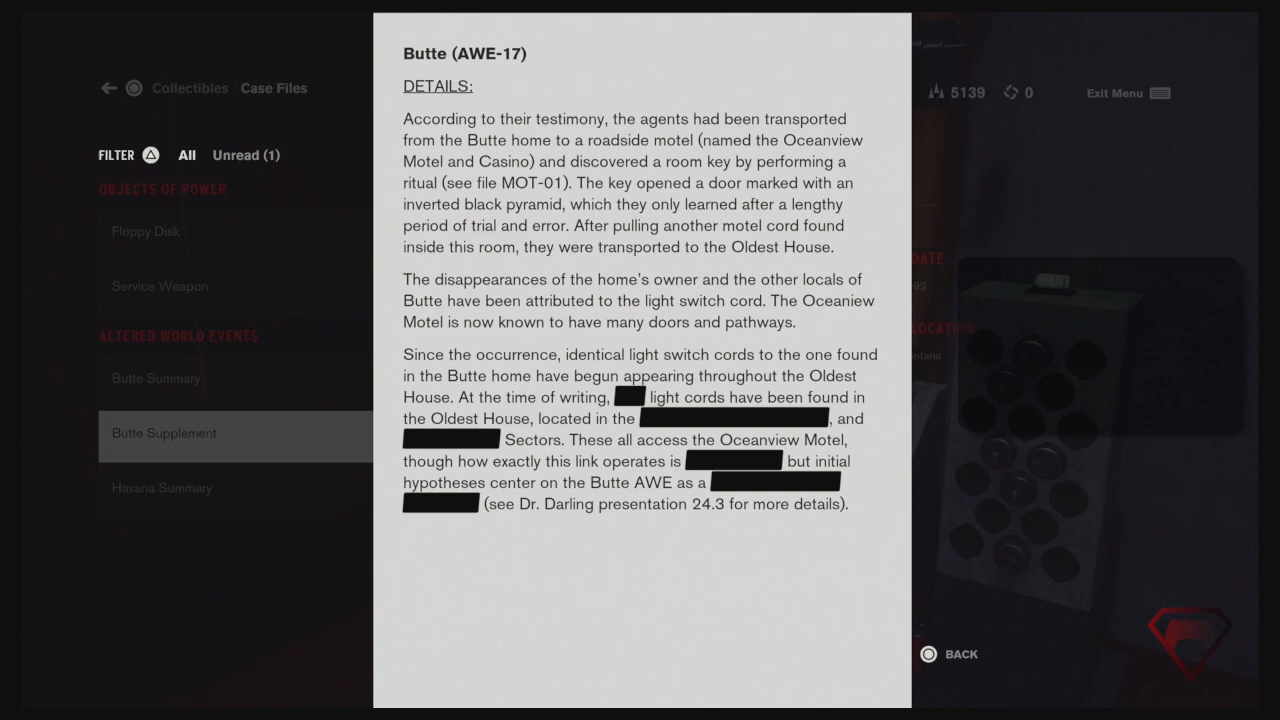 Collectibles Case Files
5139 0 Exit Menu
FILTER All Unread (1)
OBJECTS OF POWER
Floppy Disk
Service Weapon
ALTERED WORLD EVENTS
Butte Summary
Butte Supplement
Havana Summary
Butte (AWE-17)
DETAILS:
According to their testimony, the agents had been transported
from the Butte home to a roadside motel (named the Oceanview
Motel and Casino) and discovered a room key by performing a
ritual (see file MOT-01). The key opened a door marked with an
inverted black pyramid, which they only learned after a lengthy
period of trial and error. After pulling another motel cord found
inside this room, they were transported to the Oldest House.
The disappearances of the home's owner and the other locals of
Butte have been attributed to the light switch cord. The Oceaniew
Motel is now known to have many doors and pathways.
Since the occurrence, identical light switch cords to the one found
in the Butte home have begun appearing throughout the Oldest
House. At the time of writing, light cords have been found in
the Oldest House, located in the , and
Sectors. These all access the Oceanview Motel,
though how exactly this link operates is but initial
hypotheses center on the Butte AWE as a
(see Dr. Darling presentation 24.3 for more details).
LOCATION
BACK